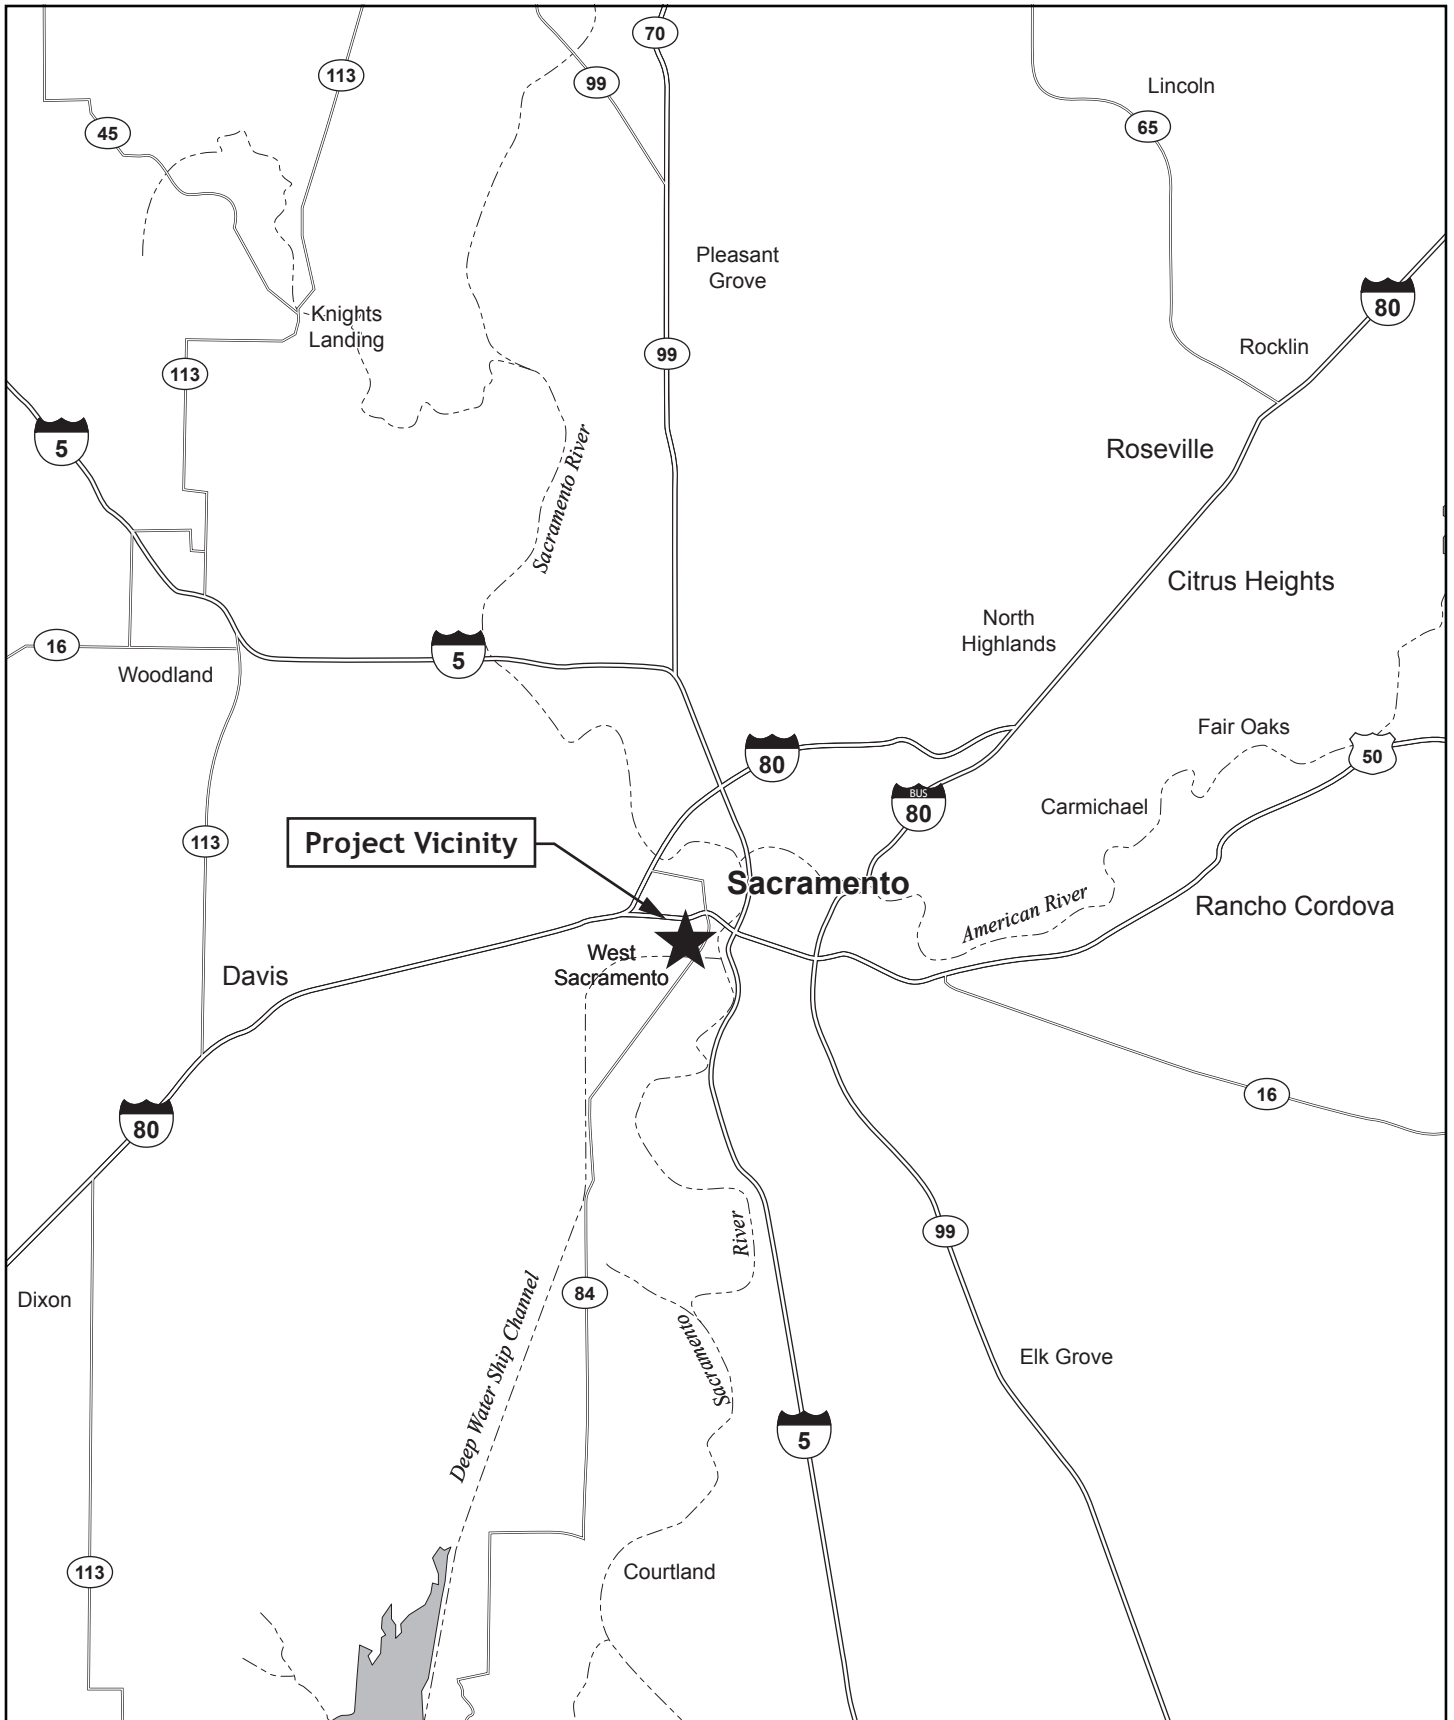 70
113
99
Lincoln
65
45
Pleasant
Grove
80
Knights
Landing
Rocklin
99
113
5
Roseville
Sacramento River
Citrus Heights
North
Highlands
16
5
Woodland
Fair Oaks
80
50
BUS
80
Carmichael
113
Project Vicinity
Sacramento
American River
Rancho Cordova
West
Sacramento
Davis
16
80
River
99
84
Dixon
Deep Water Ship Channel
Sacramento
Elk Grove
5
113
Courtland